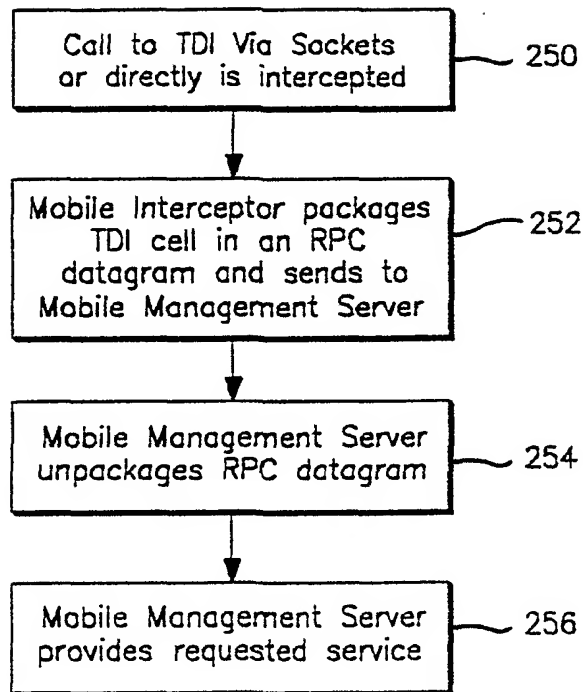 Call to TDI Via Sockets
or directly is intercepted
250
Mobile Interceptor packages
TDI cell in an RPC
datagram and sends to
Mobile Management Server
252
Mobile Management Server
unpackages RPC datagram
254
Mobile Management Server
provides requested service
256